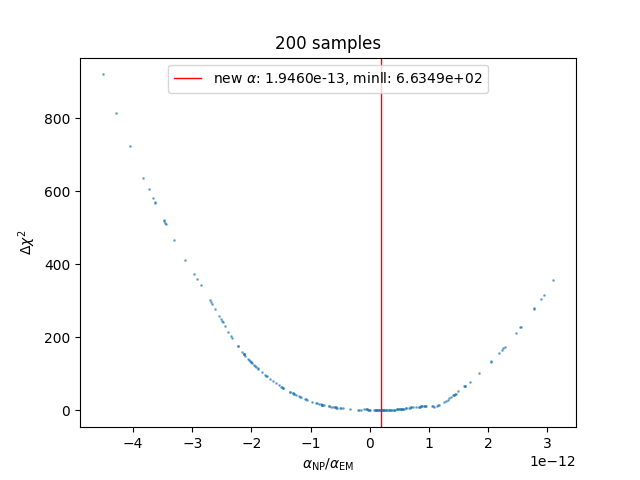 200 samples
new α: 1.9460e-13, minll: 6.6349e+02
Δχ²
800
600
400
200
0
−4 −3 −2 −1 0 1 2 3
1e−12
α_NP/α_EM